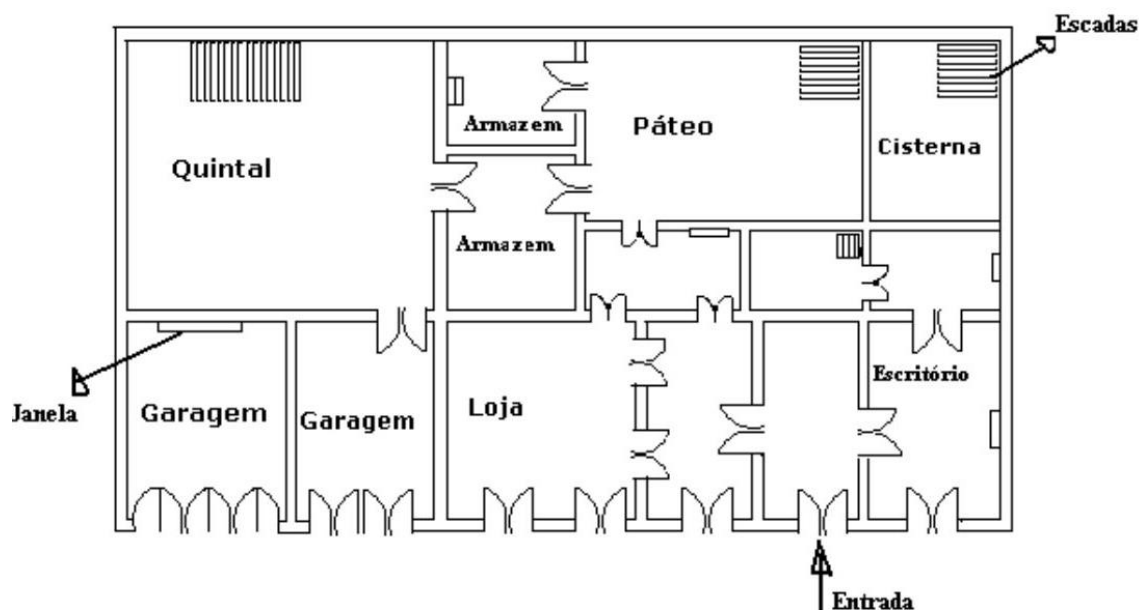 Escadas
Armazem
Páteo
Cisterna
Quintal
Armazem
Escritório
Janela
Garagem
Garagem
Loja
Entrada